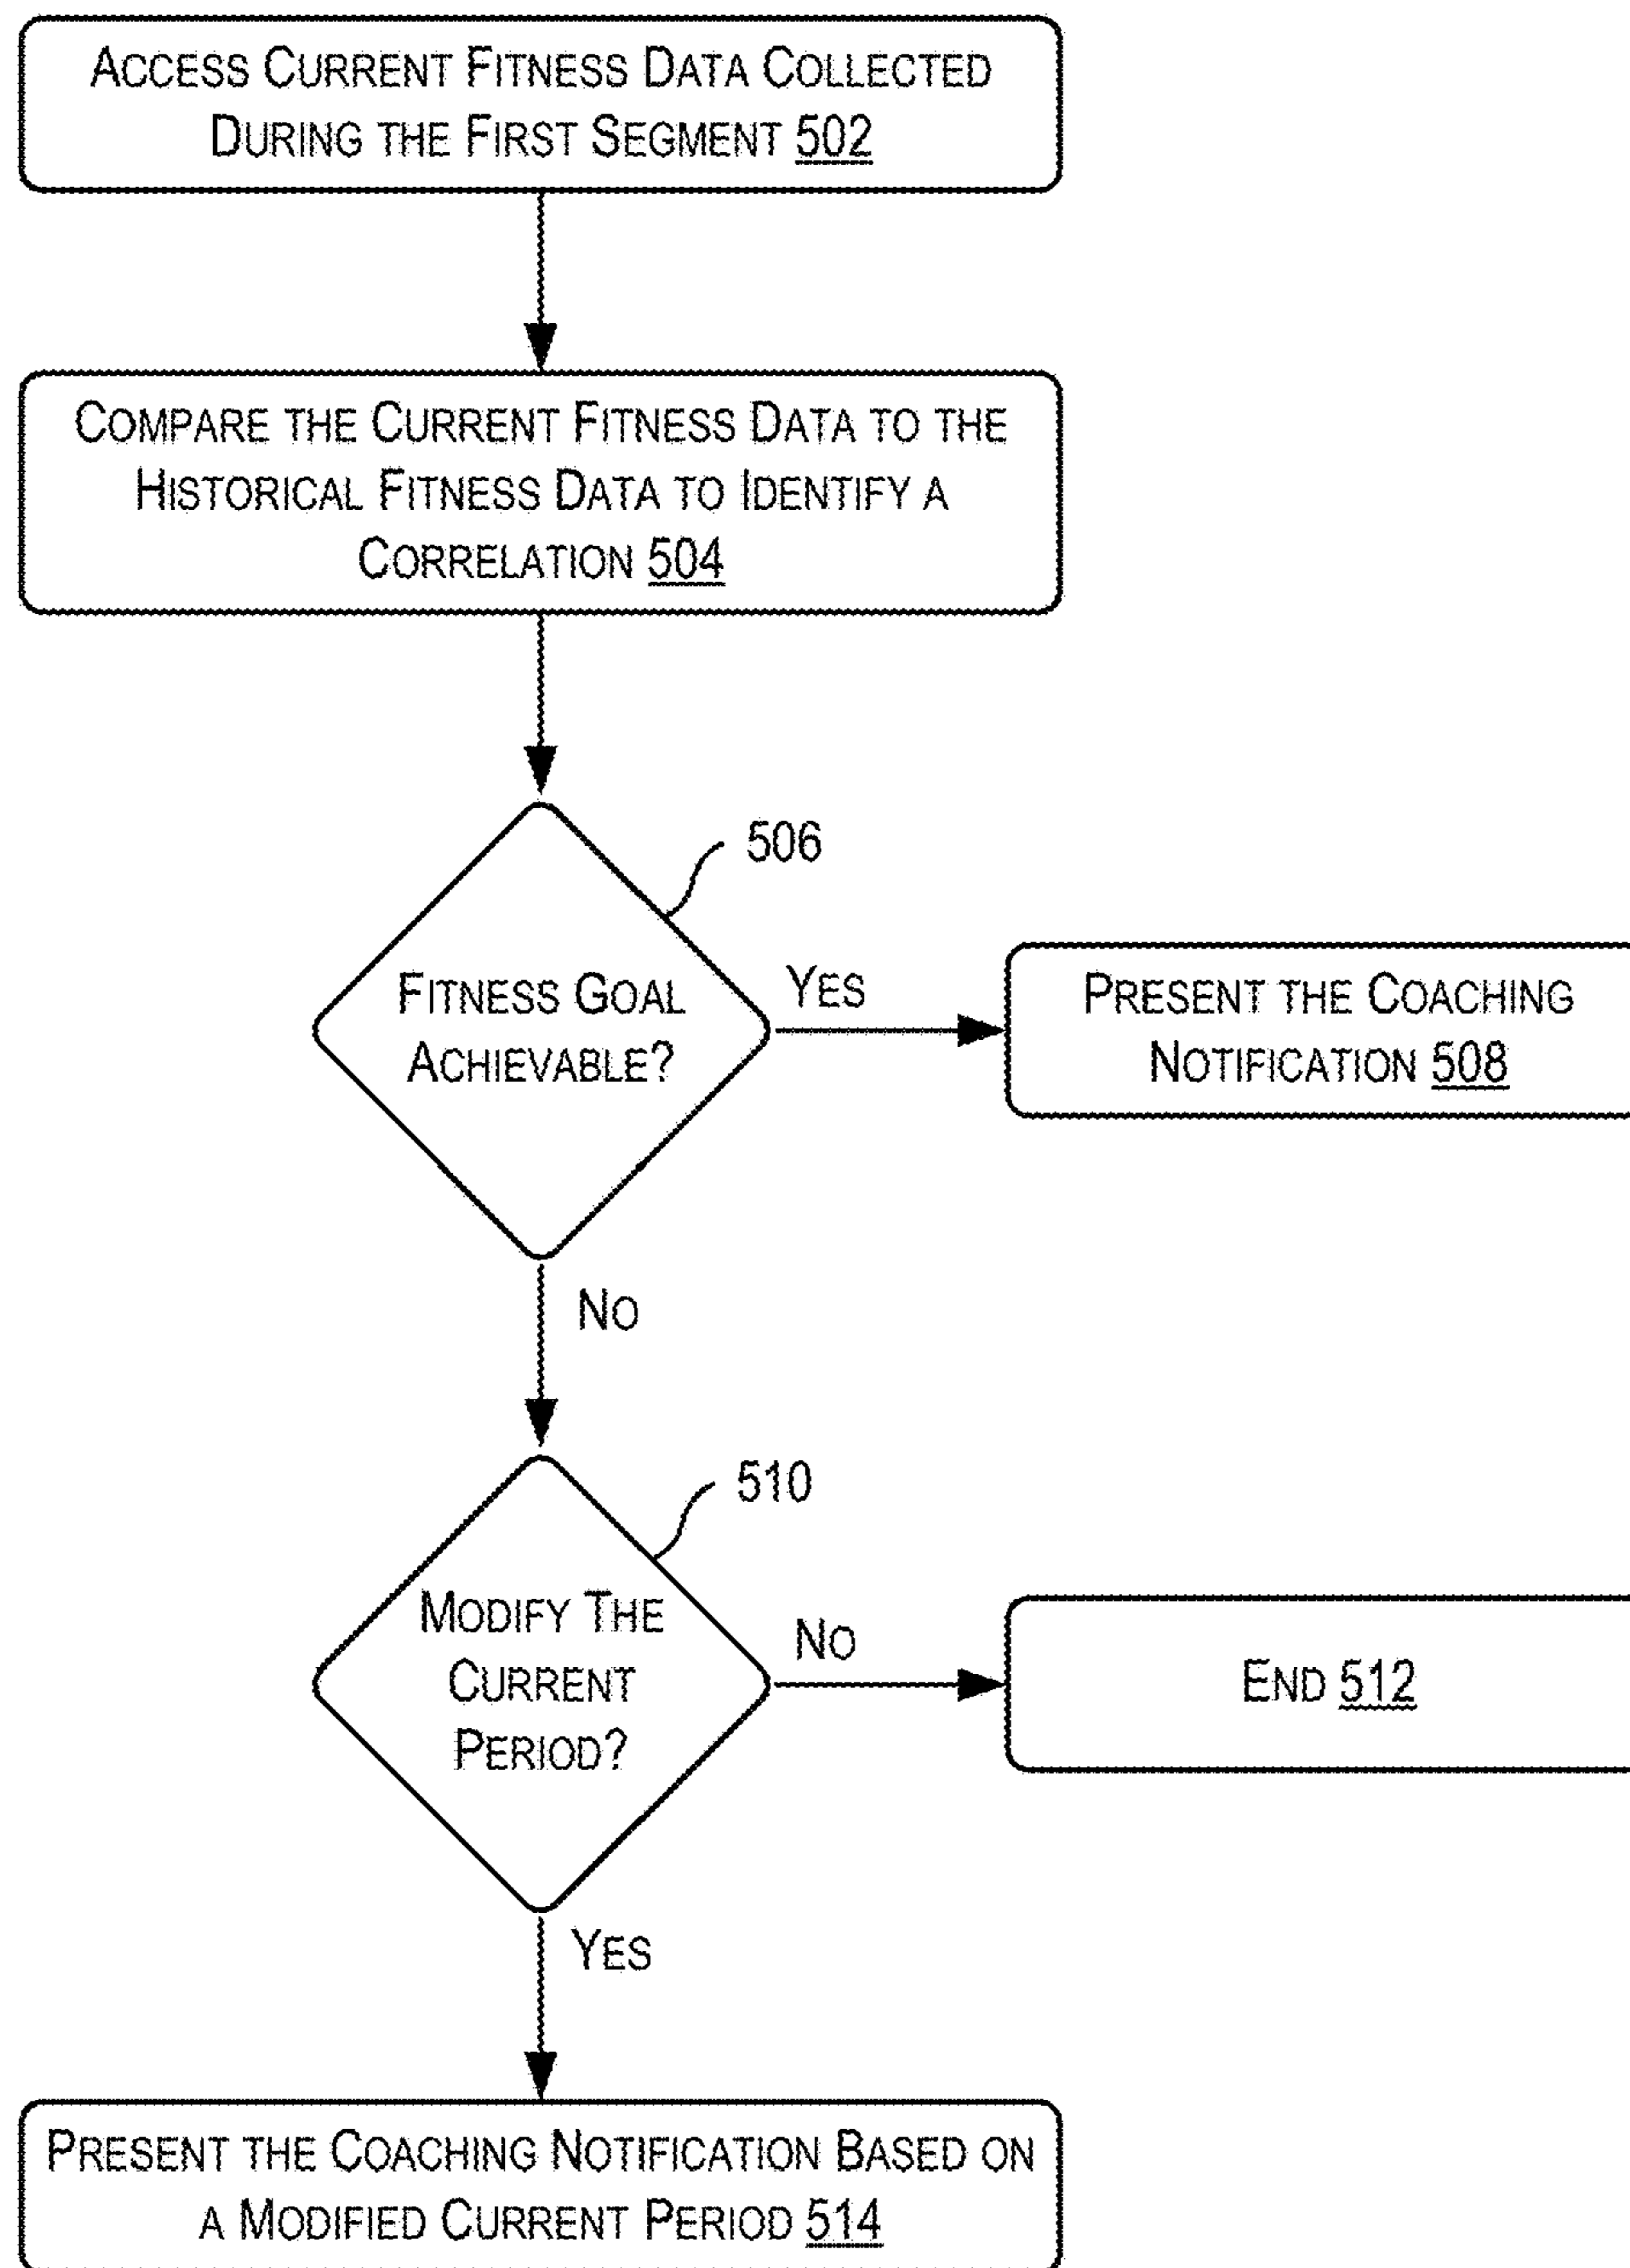 ACCESS CURRENT FITNESS DATA COLLECTED
DURING THE FIRST SEGMENT 502
COMPARE THE CURRENT FITNESS DATA TO THE
HISTORICAL FITNESS DATA TO IDENTIFY A
CORRELATION 504
506
FITNESS GOAL
ACHIEVABLE?
YES
PRESENT THE COACHING
NOTIFICATION 508
NO
510
MODIFY THE
CURRENT
PERIOD?
NO
END 512
YES
PRESENT THE COACHING NOTIFICATION BASED ON
A MODIFIED CURRENT PERIOD 514